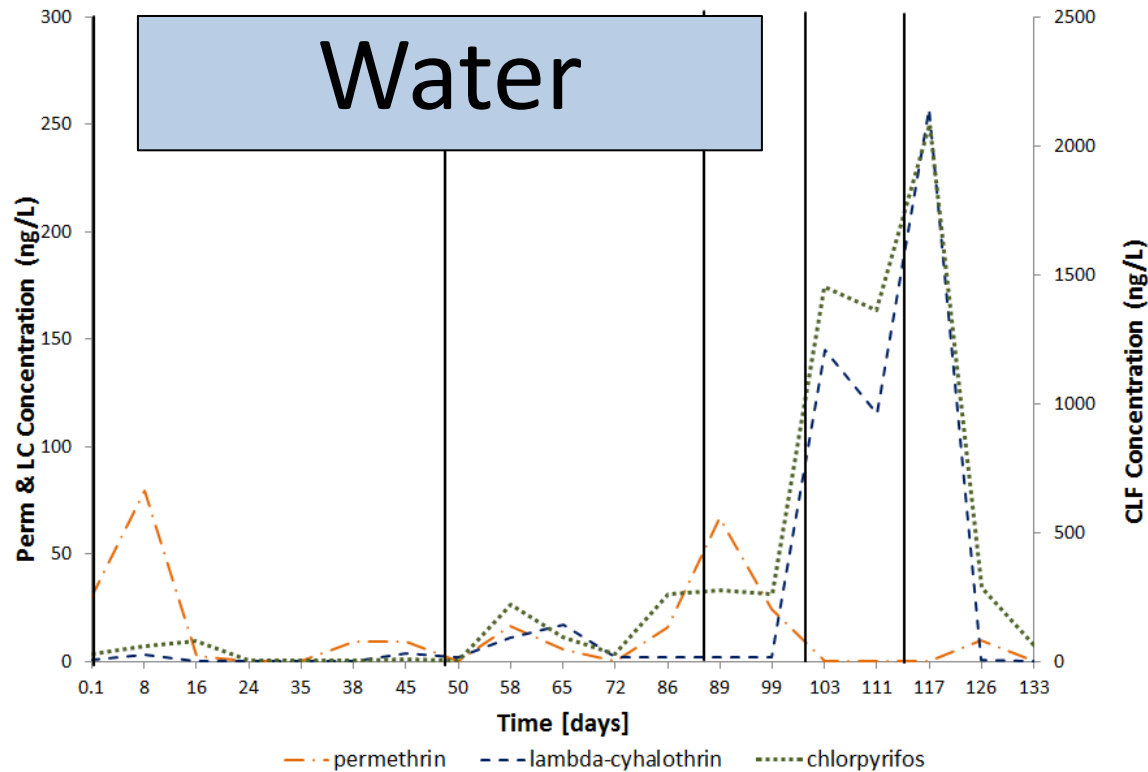 Water
300
250
200
150
100
50
0
Perm & LC Concentration (ng/L)
2500
2000
1500
1000
500
0
CLF Concentration (ng/L)
0.1 8 16 24 35 38 45 50 58 65 72 86 89 99 103 111 117 126 133
Time [days]
permethrin lambda-cyhalothrin chlorpyrifos